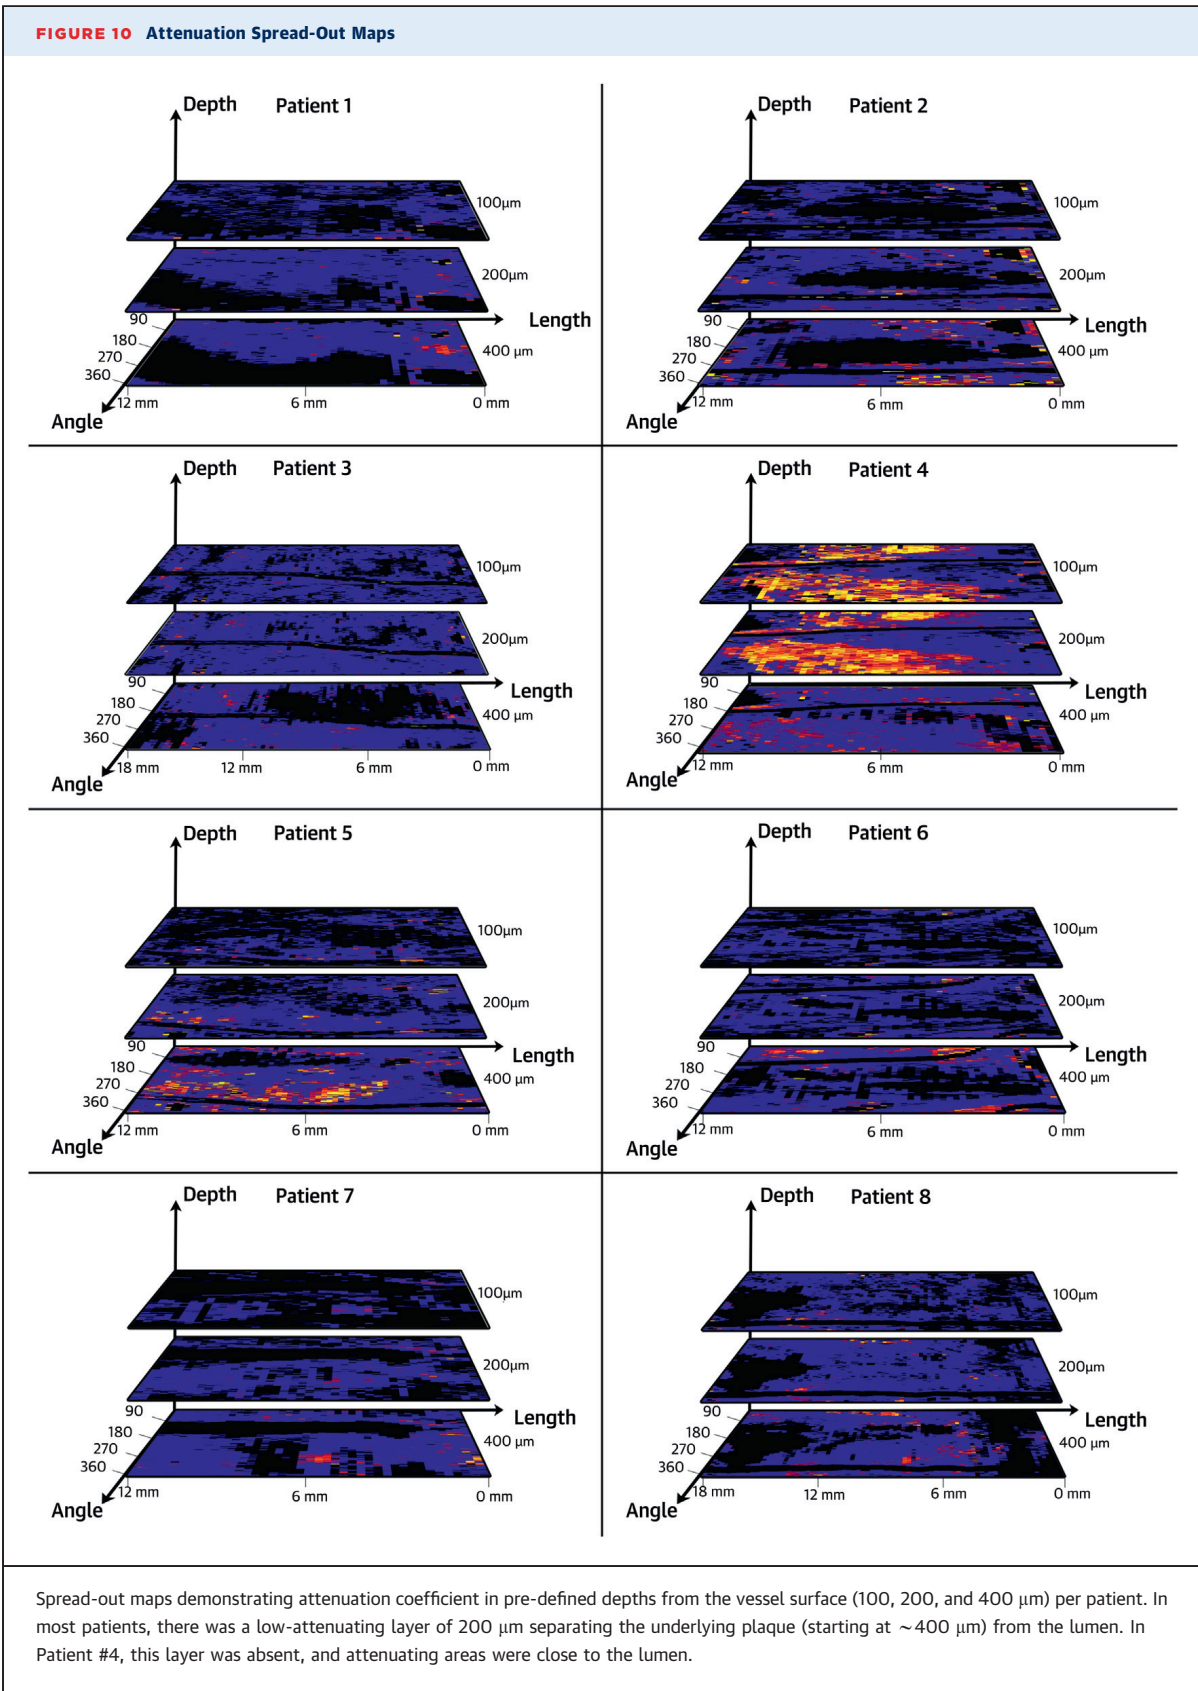 FIGURE 10 Attenuation Spread-Out Maps
Depth Patient 1
100µm
200µm
90
Length
180
400 µm
270
360
12 mm
6 mm
0 mm
Angle
Depth Patient 2
100µm
200µm
90
Length
180
400 µm
270
360
12 mm
6 mm
0 mm
Angle
Depth Patient 3
100µm
200µm
90
Length
180
400 µm
270
360
18 mm
12 mm
6 mm
0 mm
Angle
Depth Patient 4
100µm
200µm
90
Length
180
400 µm
270
360
12 mm
6 mm
0 mm
Angle
Depth Patient 5
100µm
200µm
90
Length
180
400 µm
270
360
12 mm
6 mm
0 mm
Angle
Depth Patient 6
100µm
200µm
90
Length
180
400 µm
270
360
12 mm
6 mm
0 mm
Angle
Depth Patient 7
100µm
200µm
90
Length
180
400 µm
270
360
12 mm
6 mm
0 mm
Angle
Depth Patient 8
100µm
200µm
90
Length
180
400 µm
270
360
18 mm
12 mm
6 mm
0 mm
Angle
Spread-out maps demonstrating attenuation coefficient in pre-defined depths from the vessel surface (100, 200, and 400 µm) per patient. In
most patients, there was a low-attenuating layer of 200 µm separating the underlying plaque (starting at ~400 µm) from the lumen. In
Patient #4, this layer was absent, and attenuating areas were close to the lumen.